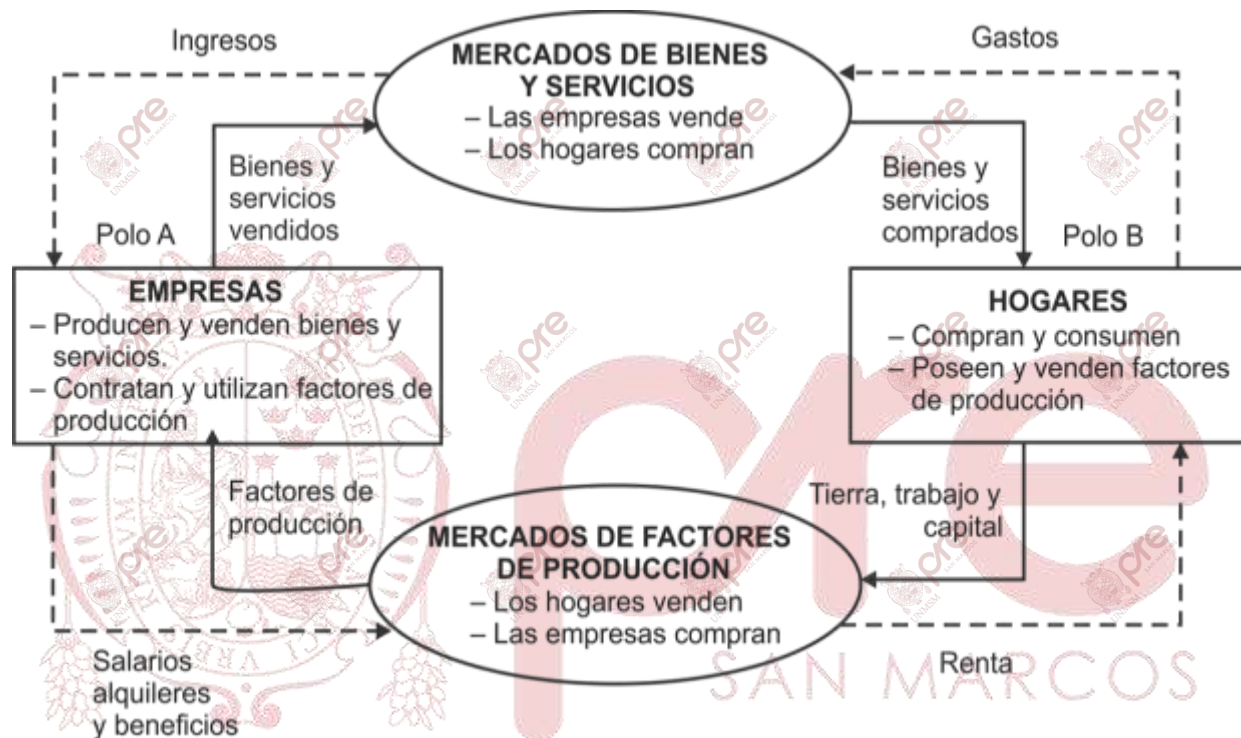 Ingresos
MERCADOS DE BIENES
Y SERVICIOS
– Las empresas vende
– Los hogares compran
Gastos
Bienes y
servicios
vendidos
Bienes y
servicios
comprados
Polo A
Polo B
EMPRESAS
– Producen y venden bienes y
servicios.
– Contratan y utilizan factores de
producción
HOGARES
– Compran y consumen
– Poseen y venden factores
de producción
Factores de
producción
Tierra, trabajo y
capital
MERCADOS DE FACTORES
DE PRODUCCIÓN
– Los hogares venden
– Las empresas compran
Salarios
alquileres
y beneficios
Renta
pre
SAN MARCOS